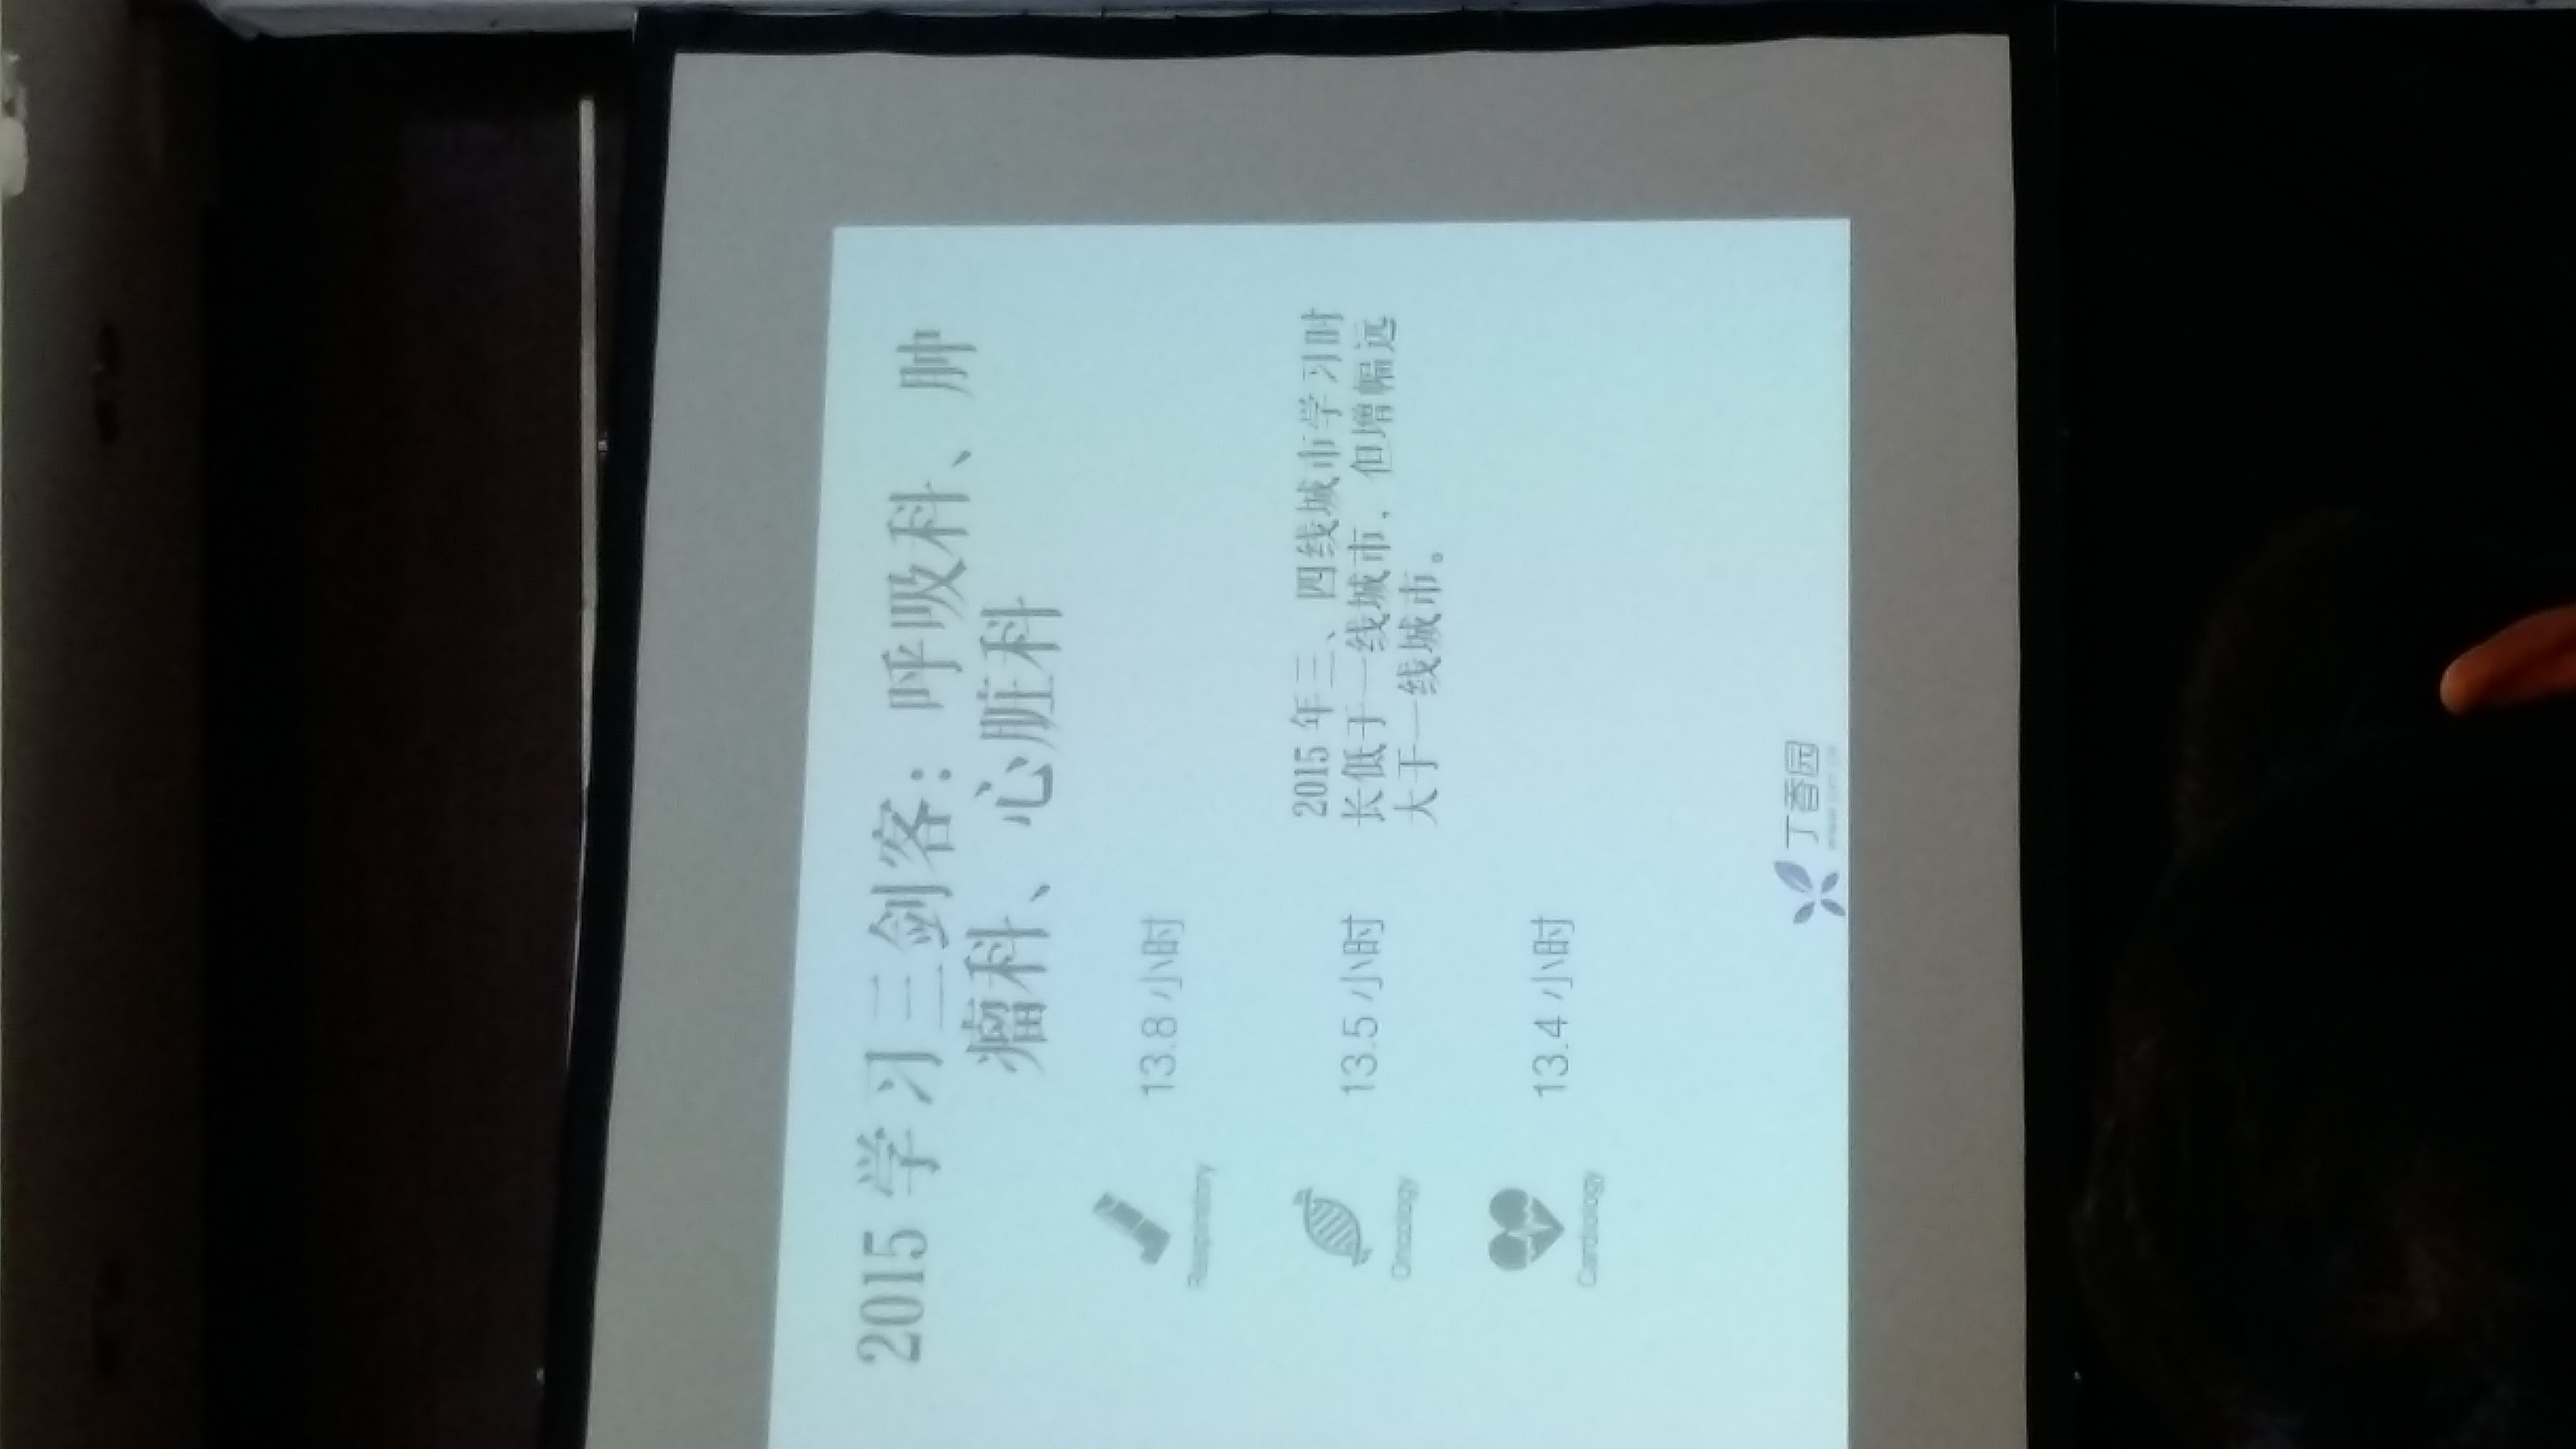 2015 学习三剑客：呼吸科、肿
瘤科、心脏科
13.8 小时
Respiratory
2015 年三、四线城市学习时
长低于一线城市，但增幅远
大于一线城市。
13.5 小时
Oncology
13.4 小时
Cardiology
丁香园